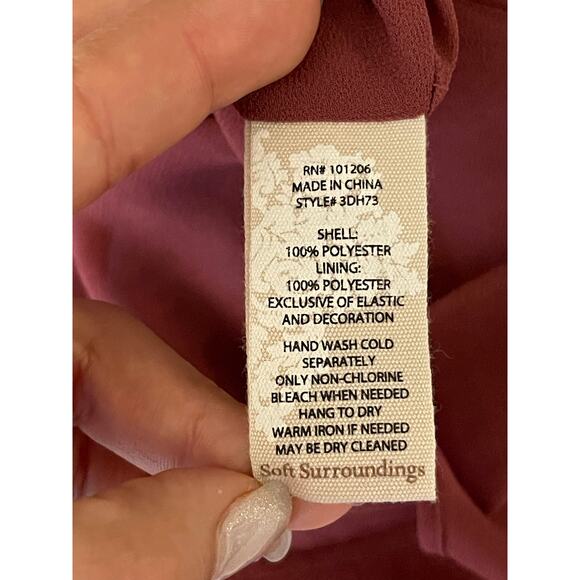 RN# 101206
MADE IN CHINA
STYLE# 3DH73
SHELL:
100% POLYESTER
LINING:
100% POLYESTER
EXCLUSIVE OF ELASTIC
AND DECORATION
HAND WASH COLD
SEPARATELY
ONLY NON-CHLORINE
BLEACH WHEN NEEDED
HANG TO DRY
WARM IRON IF NEEDED
MAY BE DRY CLEANED
Soft Surroundings